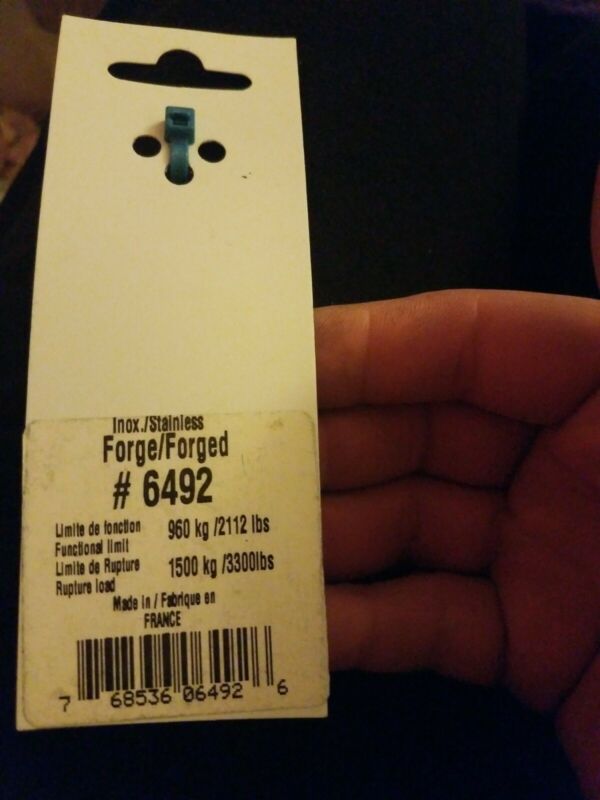 Inox./Stainless
Forge/Forged
# 6492
Limite de fonction 960 kg /2112 lbs
Functional limit
Limite de Rupture 1500 kg /3300lbs
Rupture load
Made in / Fabrique en
FRANCE
7 68536 06492 6